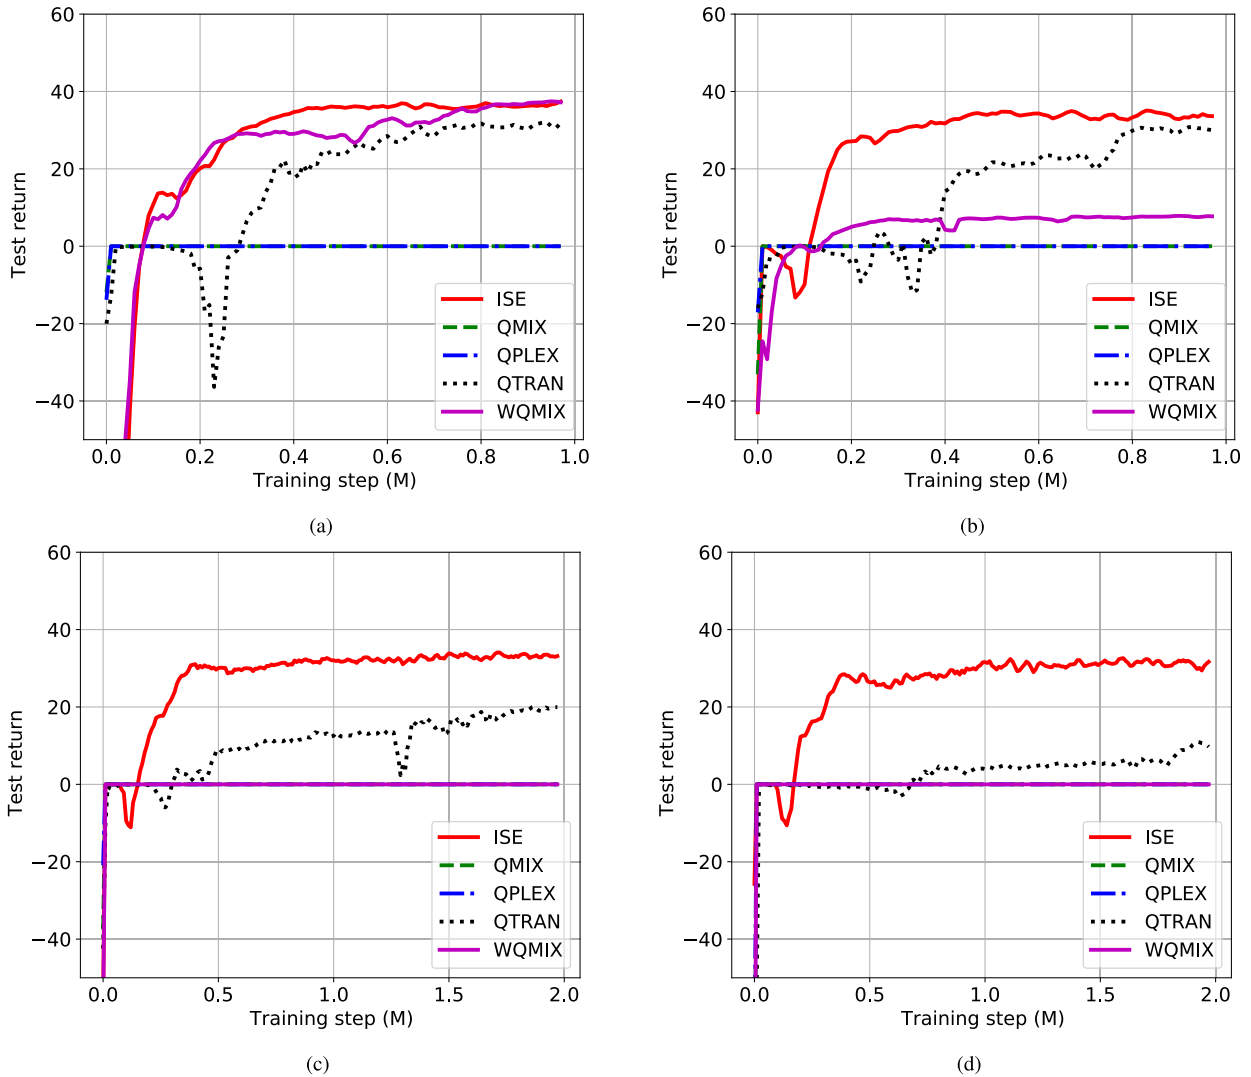 60
40
20
0
−20
−40
Test return
0.0 0.2 0.4 0.6 0.8 1.0
Training step (M)
ISE
QMIX
QPLEX
QTRAN
WQMIX
(a)
60
40
20
0
−20
−40
Test return
0.0 0.2 0.4 0.6 0.8 1.0
Training step (M)
ISE
QMIX
QPLEX
QTRAN
WQMIX
(b)
60
40
20
0
−20
−40
Test return
0.0 0.5 1.0 1.5 2.0
Training step (M)
ISE
QMIX
QPLEX
QTRAN
WQMIX
(c)
60
40
20
0
−20
−40
Test return
0.0 0.5 1.0 1.5 2.0
Training step (M)
ISE
QMIX
QPLEX
QTRAN
WQMIX
(d)